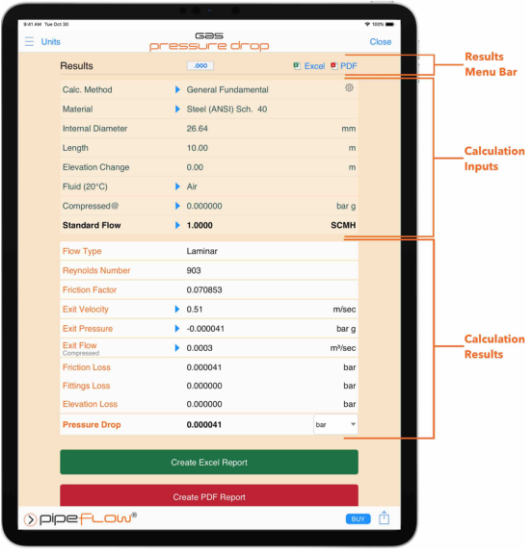 9:41 AM Tue Oct 30
100%
Units
Gas
pressure drop
Close
Results
.000
Excel
PDF
Results
Menu Bar
Calc. Method
General Fundamental
Material
Steel (ANSI) Sch. 40
Internal Diameter
26.64
mm
Length
10.00
m
Elevation Change
0.00
m
Fluid (20°C)
Air
Compressed@
0.000000
bar g
Standard Flow
1.0000
SCMH
Calculation
Inputs
Flow Type
Laminar
Reynolds Number
903
Friction Factor
0.070853
Exit Velocity
0.51
m/sec
Exit Pressure
-0.000041
bar g
Exit Flow
Compressed
0.0003
m³/sec
Friction Loss
0.000041
bar
Fittings Loss
0.000000
bar
Elevation Loss
0.000000
bar
Pressure Drop
0.000041
bar
Calculation
Results
Create Excel Report
Create PDF Report
pipeFLOW®
BUY